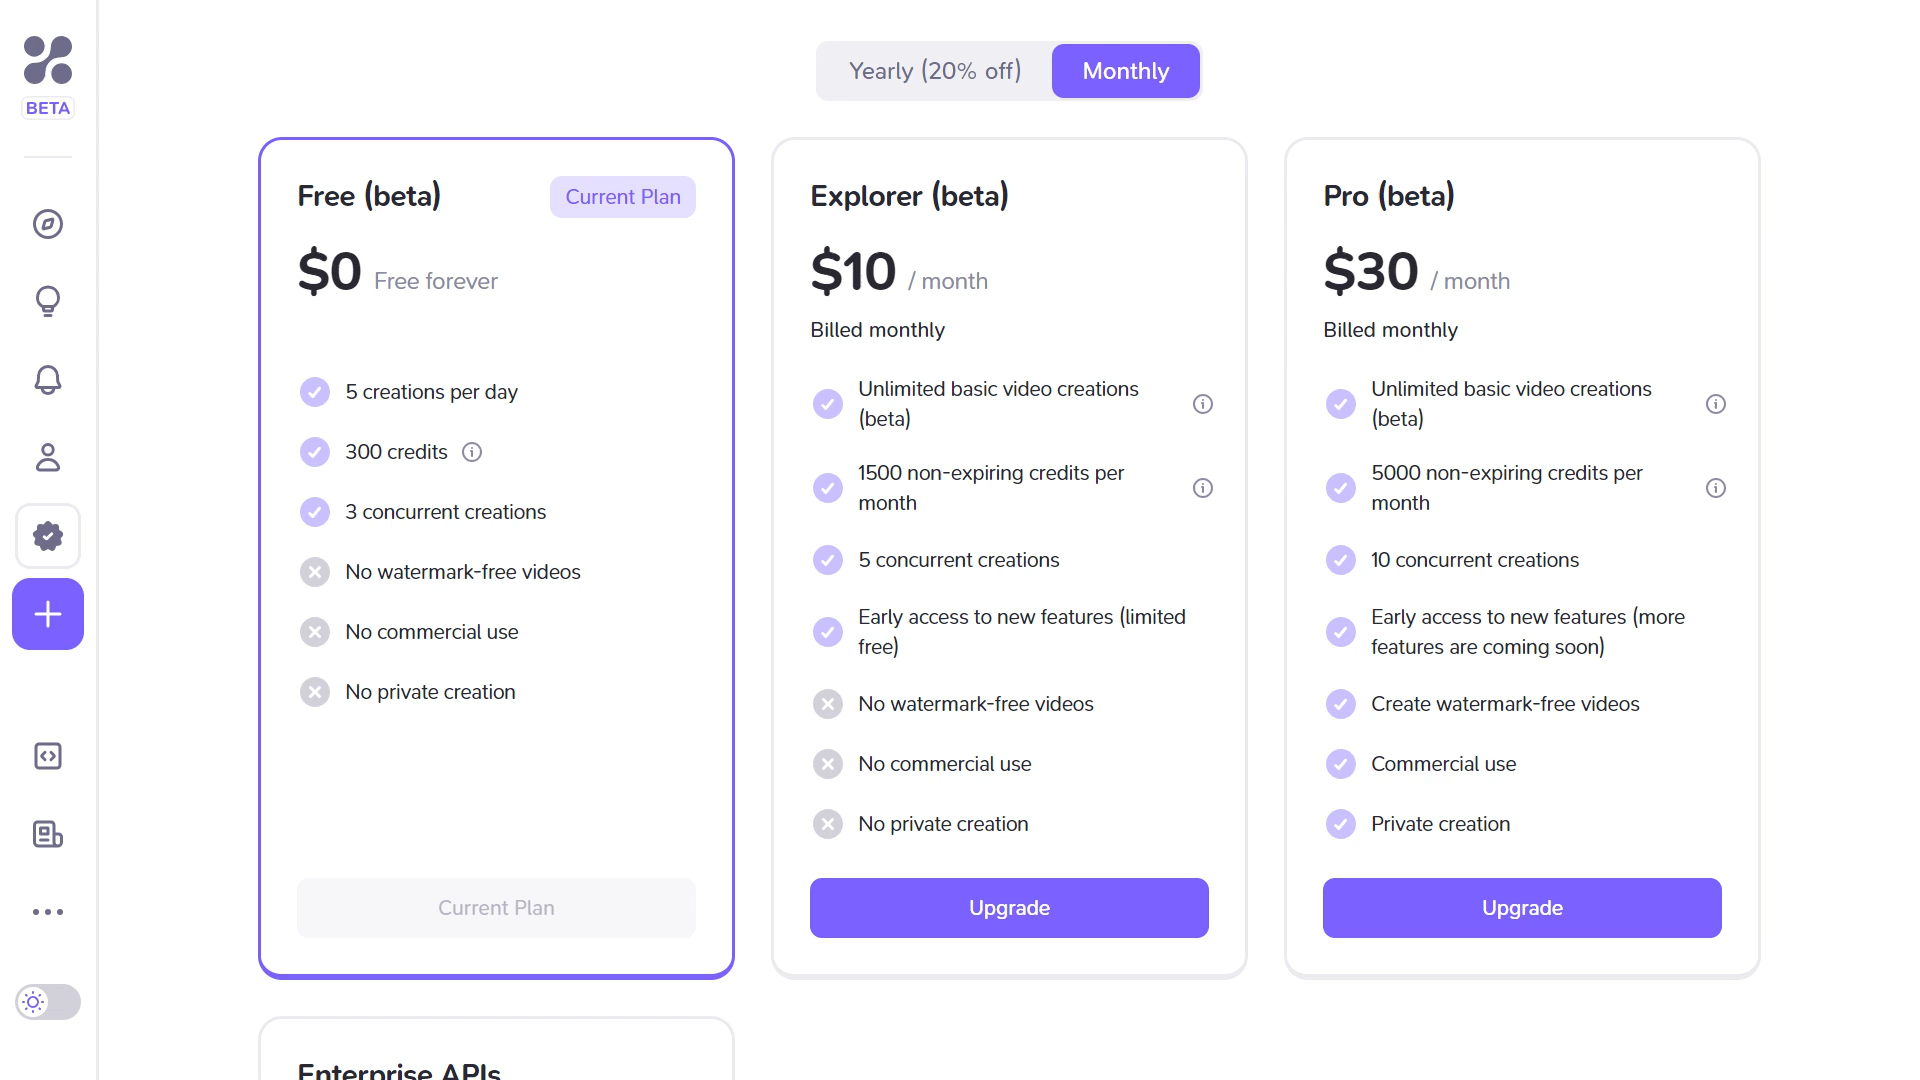 BETA
Yearly (20% off)
Monthly
Free (beta)
Current Plan
$0 Free forever
5 creations per day
300 credits
3 concurrent creations
No watermark-free videos
No commercial use
No private creation
Current Plan
Explorer (beta)
$10 / month
Billed monthly
Unlimited basic video creations
(beta)
1500 non-expiring credits per
month
5 concurrent creations
Early access to new features (limited
free)
No watermark-free videos
No commercial use
No private creation
Upgrade
Pro (beta)
$30 / month
Billed monthly
Unlimited basic video creations
(beta)
5000 non-expiring credits per
month
10 concurrent creations
Early access to new features (more
features are coming soon)
Create watermark-free videos
Commercial use
Private creation
Upgrade
Enterprise APIs